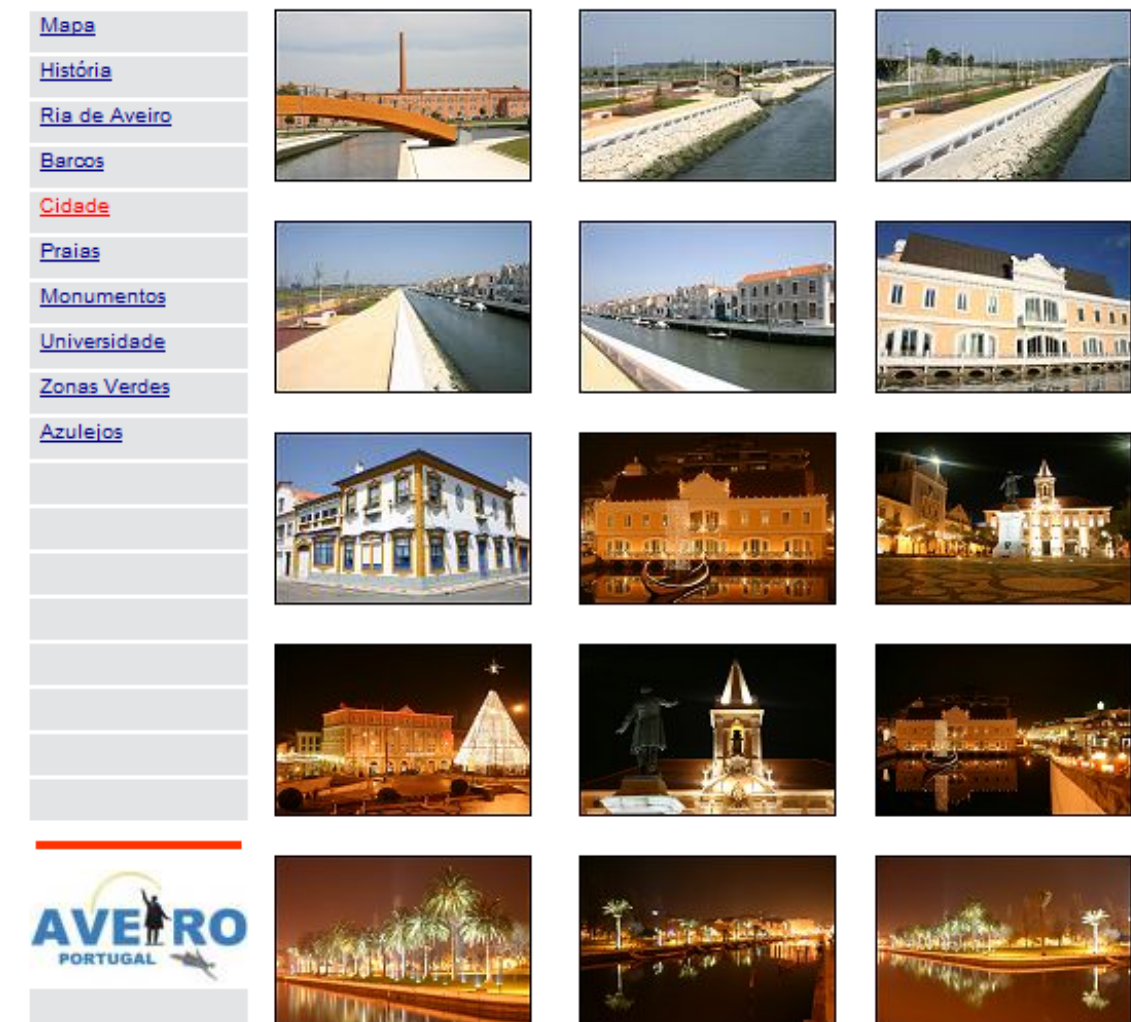 Mapa
História
Ria de Aveiro
Barcos
Cidade
Praias
Monumentos
Universidade
Zonas Verdes
Azulejos
AVEIRO
PORTUGAL